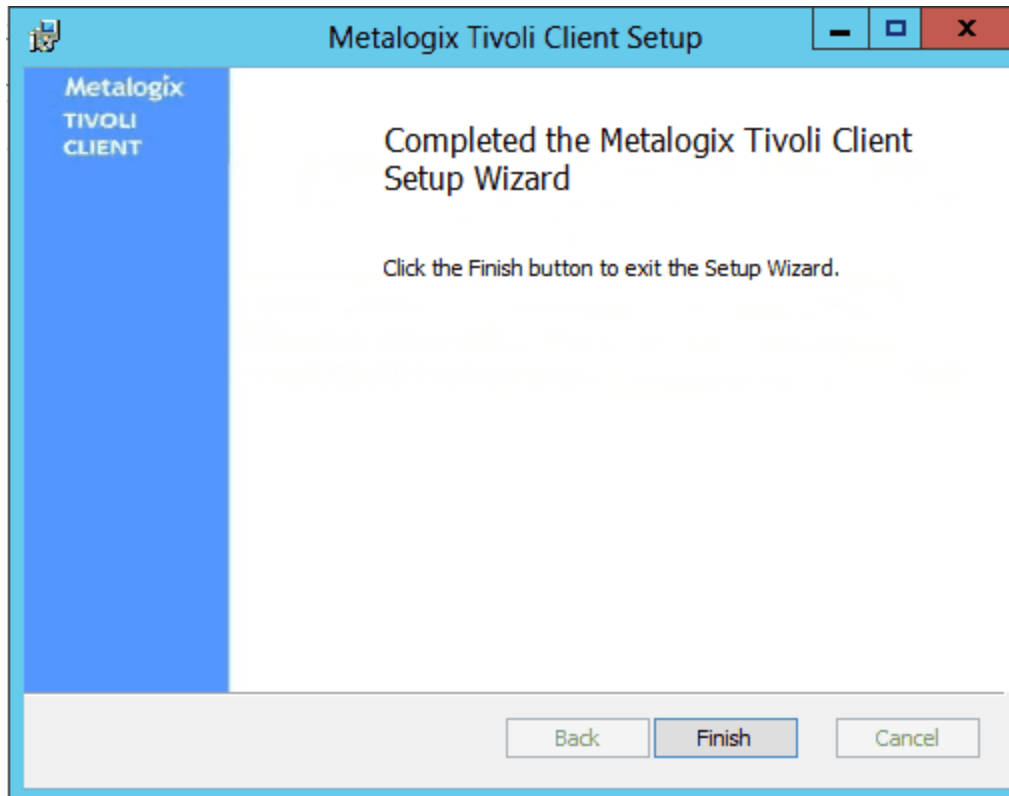 Metalogix Tivoli Client Setup
Metalogix
TIVOLI
CLIENT
Completed the Metalogix Tivoli Client
Setup Wizard
Click the Finish button to exit the Setup Wizard.
Back Finish Cancel